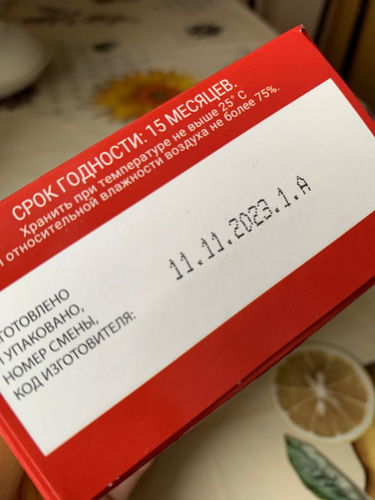 СРОК ГОДНОСТИ: 15 МЕСЯЦЕВ.
Хранить при температуре не выше 25° С
относительной влажности воздуха не более 75%.
11.11.2023.1.А
УПАКОВАНО,
НОМЕР СМЕНЫ,
КОД ИЗГОТОВИТЕЛЯ: